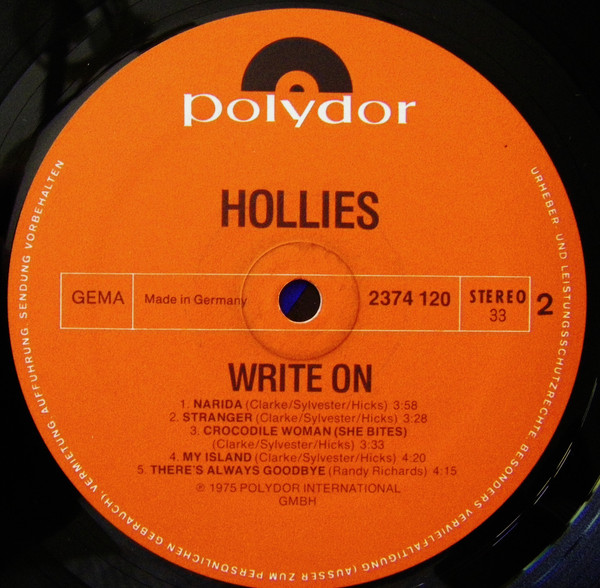 polydor
HOLLIES
GEMA
Made in Germany
2374 120
STEREO
33
2
WRITE ON
1. NARIDA (Clarke/Sylvester/Hicks) 3:58
2. STRANGER (Clarke/Sylvester/Hicks) 3:28
3. CROCODILE WOMAN (SHE BITES)
(Clarke/Sylvester/Hicks) 3:33
4. MY ISLAND (Clarke/Sylvester/Hicks) 4:20
5. THERE'S ALWAYS GOODBYE (Randy Richards) 4:15
℗ 1975 POLYDOR INTERNATIONAL
GMBH
URHEBER UND LEISTUNGSSCHUTZRECHTE, BESONDERS VERVIELFÄLTIGUNG (AUSSER ZUM PERSÖNLICHEN GEBRAUCH), VERMIETUNG, AUFFÜHRUNG, SENDUNG VORBEHALTEN